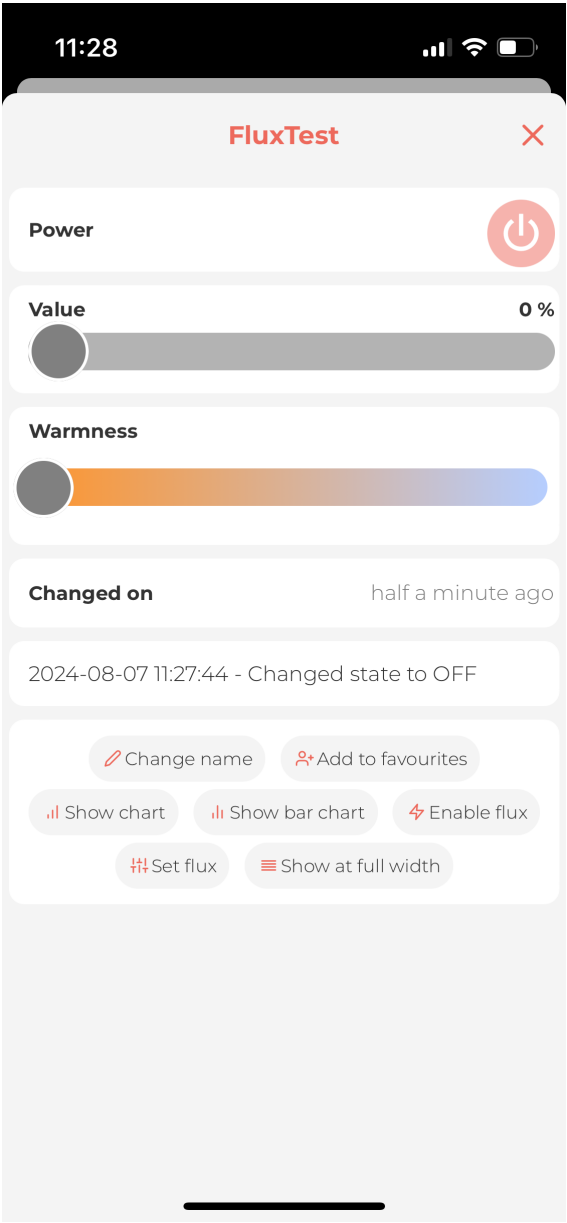 11:28
FluxTest
Power
Value 0 %
Warmness
Changed on half a minute ago
2024-08-07 11:27:44 - Changed state to OFF
Change name Add to favourites
Show chart Show bar chart Enable flux
Set flux Show at full width